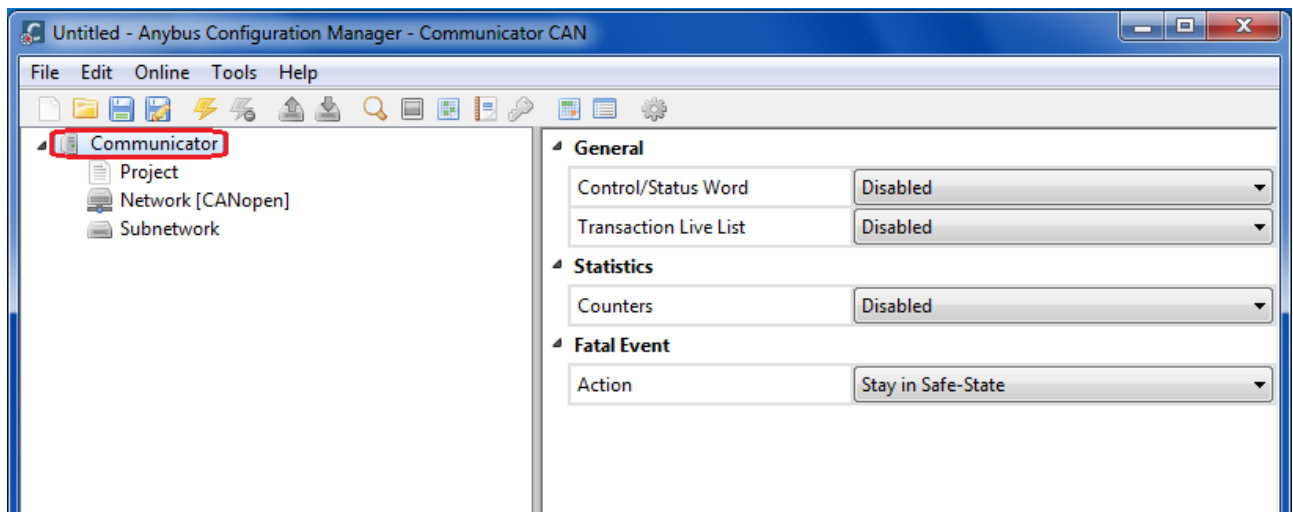 Untitled - Anybus Configuration Manager - Communicator CAN
File Edit Online Tools Help
Communicator
Project
Network [CANopen]
Subnetwork
General
Control/Status Word Disabled
Transaction Live List Disabled
Statistics
Counters Disabled
Fatal Event
Action Stay in Safe-State